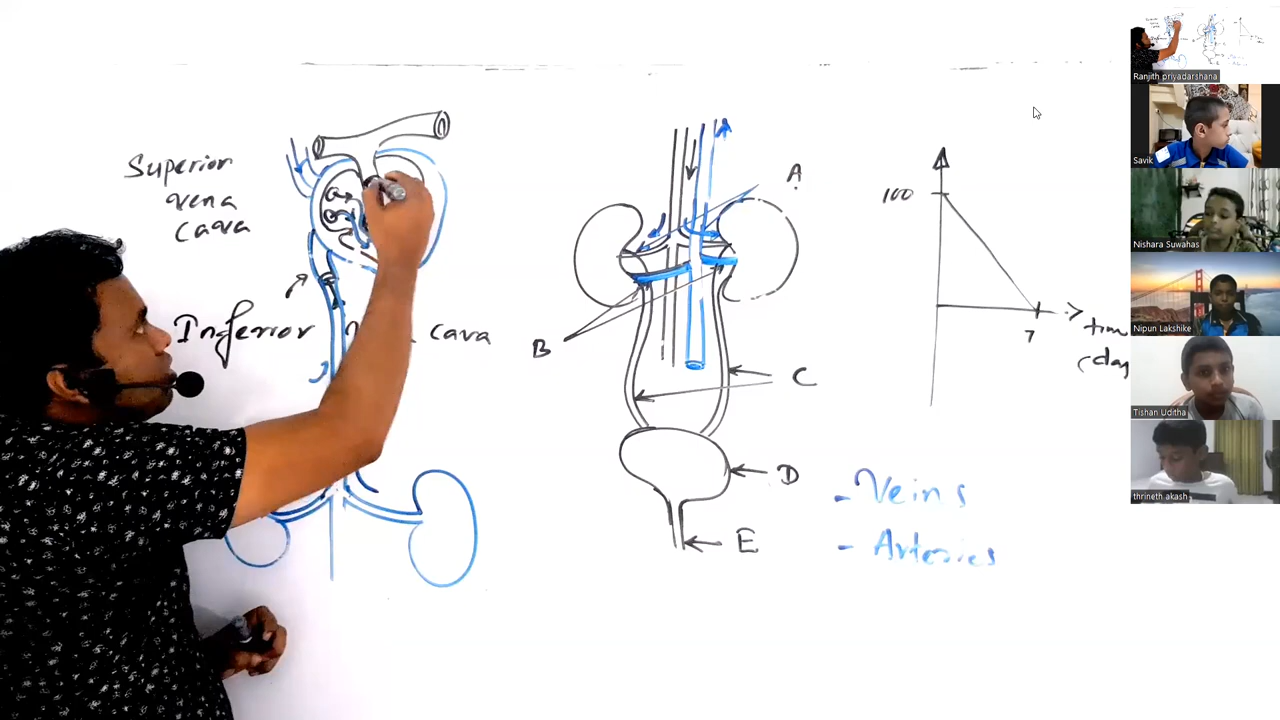 Superior
vena
cava
Inferior
cava
A
B
C
D
E
- Veins
- Arteries
100
7
time
(day
Ranjith priyadarshana
Savik
Nishara Suwahas
Nipun Lakshike
Tishan Uditha
thrineth akash